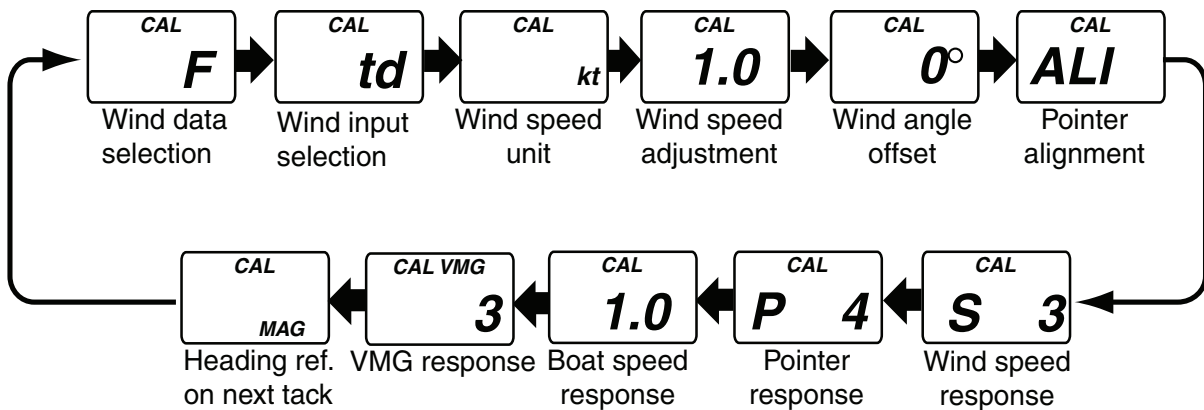 CAL
F
Wind data
selection
CAL
td
Wind input
selection
CAL
kt
Wind speed
unit
CAL
1.0
Wind speed
adjustment
CAL
0°
Wind angle
offset
CAL
ALI
Pointer
alignment
CAL
MAG
Heading ref.
on next tack
CAL VMG
3
VMG response
CAL
1.0
Boat speed
response
CAL
P 4
Pointer
response
CAL
S 3
Wind speed
response